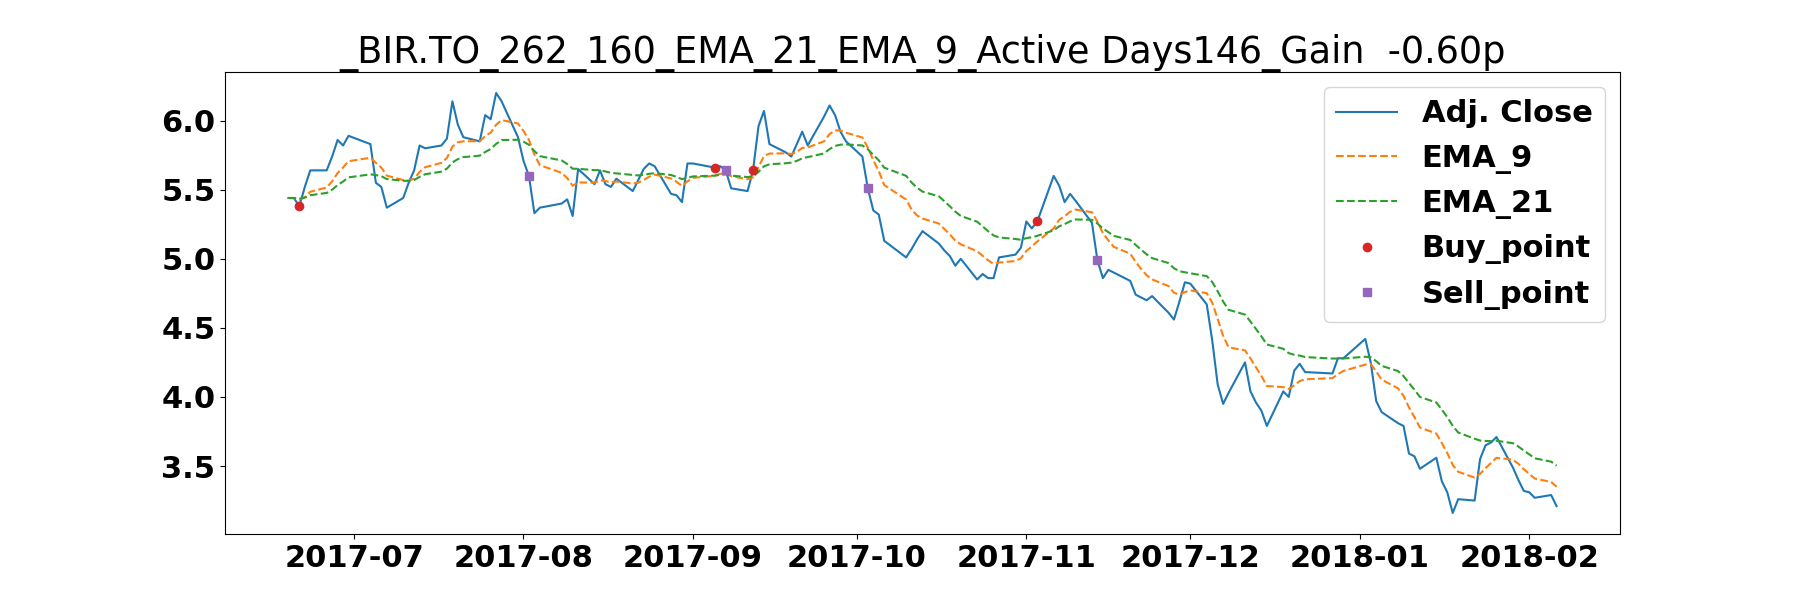 _BIR.TO_262_160_EMA_21_EMA_9_Active Days146_Gain  -0.60p
Adj. Close
EMA_9
EMA_21
Buy_point
Sell_point
6.0
5.5
5.0
4.5
4.0
3.5
2017-07 2017-08 2017-09 2017-10 2017-11 2017-12 2018-01 2018-02